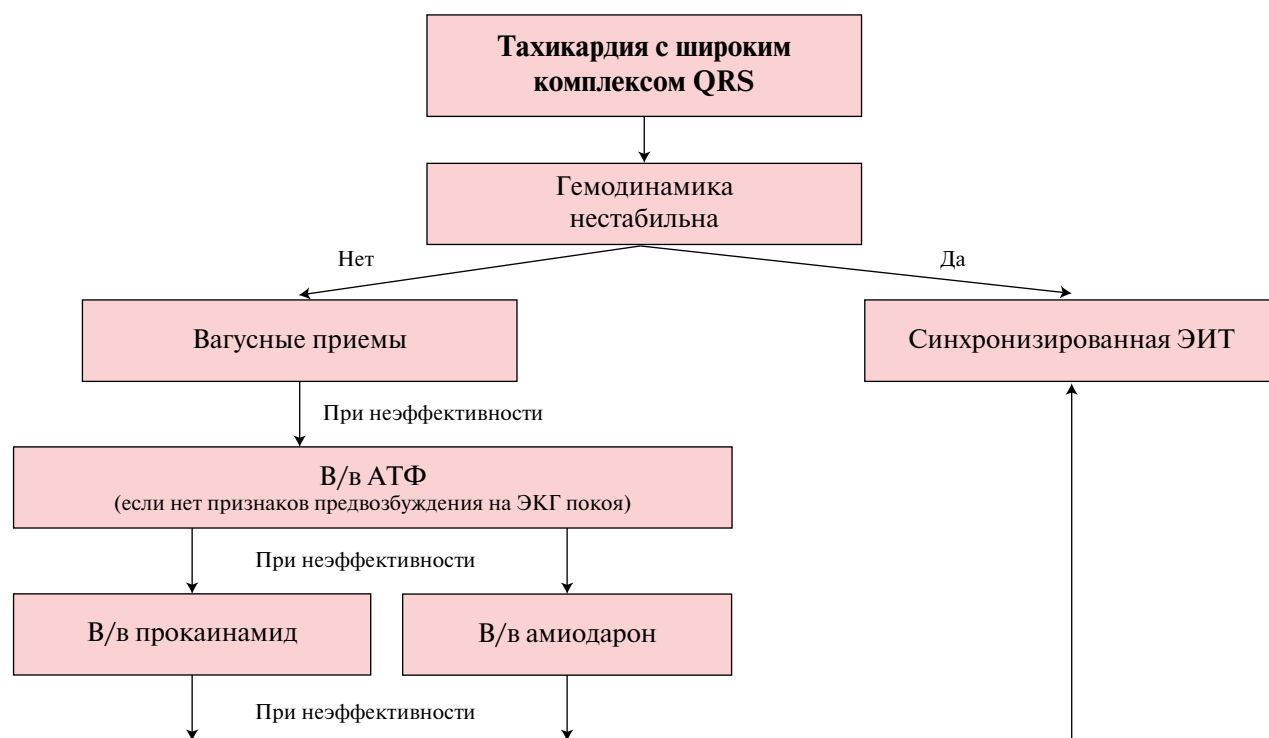 Тахикардия с широким
комплексом QRS
Гемодинамика
нестабильна
Нет
Да
Вагусные приемы
Синхронизированная ЭИТ
При неэффективности
В/в АТФ
(если нет признаков предвозбуждения на ЭКГ покоя)
При неэффективности
В/в прокаинамид
В/в амиодарон
При неэффективности